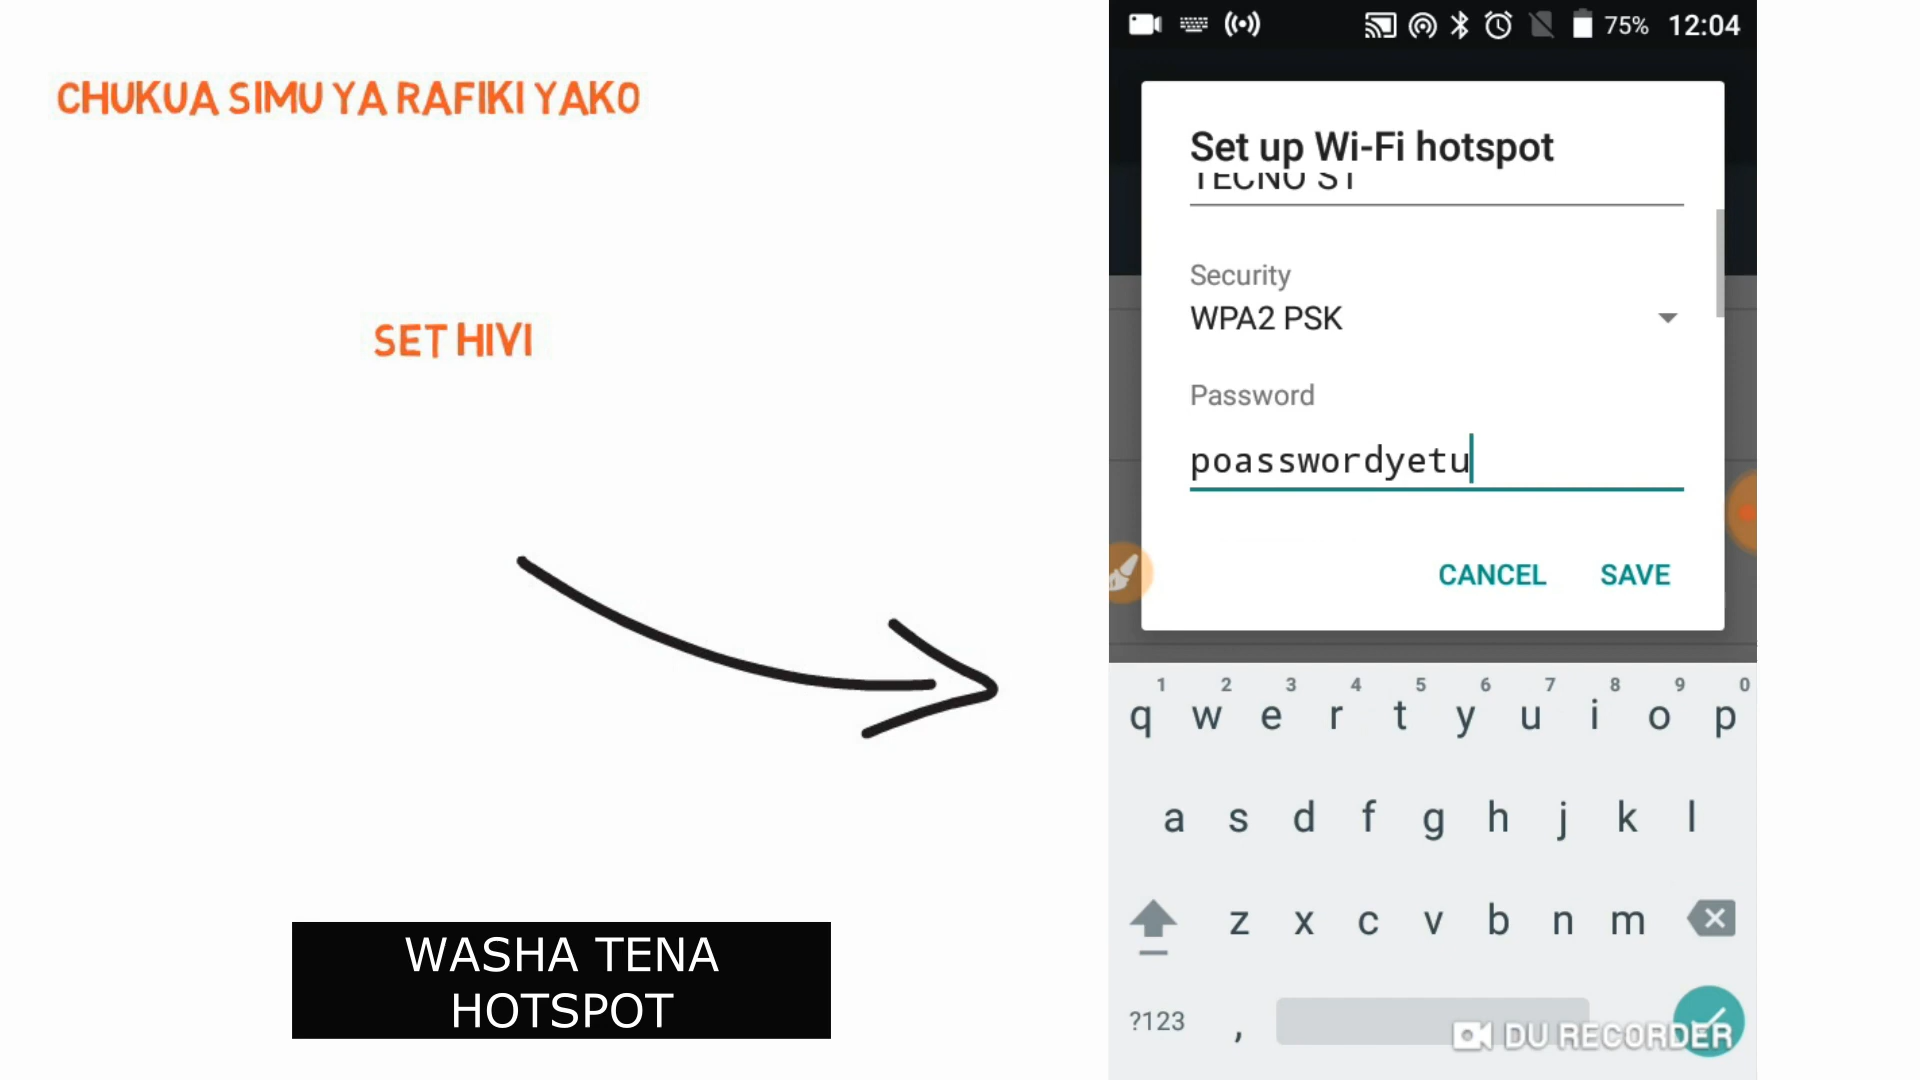 CHUKUA SIMU YA RAFIKI YAKO
SET HIVI
WASHA TENA
HOTSPOT
75% 12:04
Set up Wi-Fi hotspot
TECNO ST
Security
WPA2 PSK
Password
poasswordyetu
CANCEL SAVE
1 2 3 4 5 6 7 8 9 0
q w e r t y u i o p
a s d f g h j k l
z x c v b n m
?123 ,
DU RECORDER